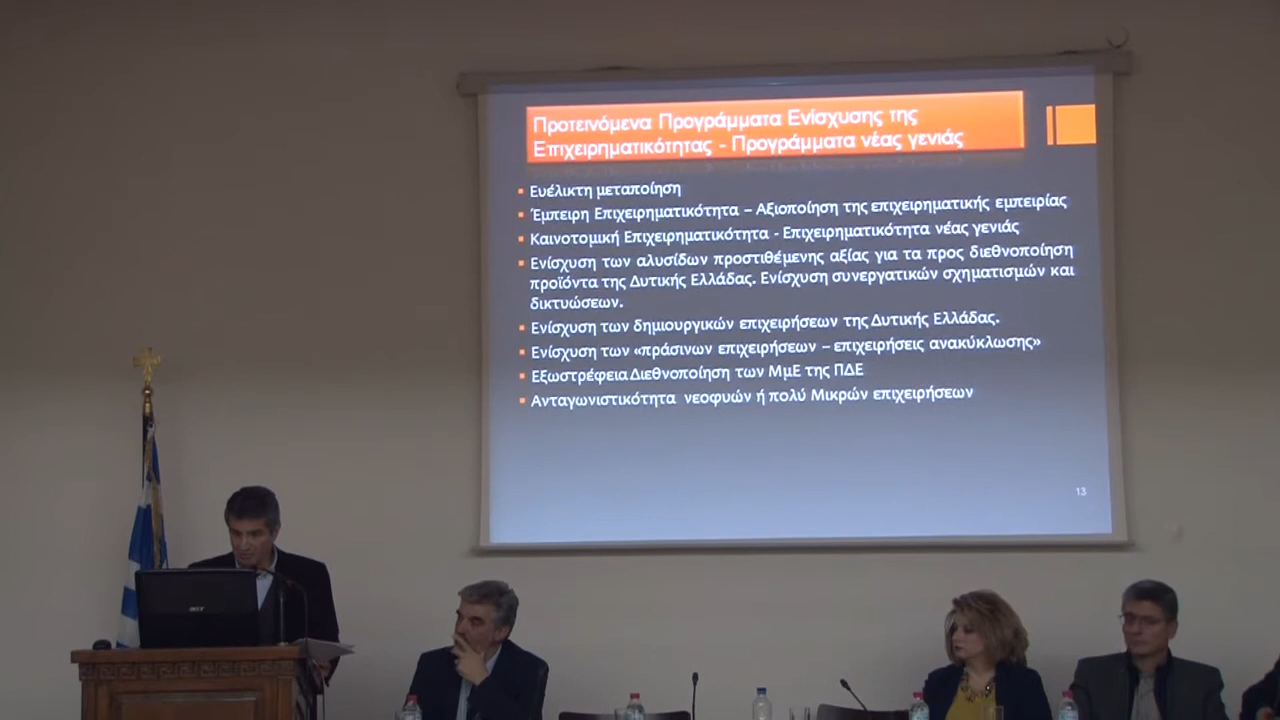 Προτεινόμενα Προγράμματα Ενίσχυσης της
Επιχειρηματικότητας - Προγράμματα νέας γενιάς
Ευέλικτη μεταποίηση
Έμπειρη Επιχειρηματικότητα – Αξιοποίηση της επιχειρηματικής εμπειρίας
Καινοτομική Επιχειρηματικότητα - Επιχειρηματικότητα νέας γενιάς
Ενίσχυση των αλυσίδων προστιθέμενης αξίας για τα προς διεθνοποίηση
προϊόντα της Δυτικής Ελλάδας. Ενίσχυση συνεργατικών σχηματισμών και
δικτυώσεων.
Ενίσχυση των δημιουργικών επιχειρήσεων της Δυτικής Ελλάδας.
Ενίσχυση των «πράσινων επιχειρήσεων – επιχειρήσεις ανακύκλωσης»
Εξωστρέφεια Διεθνοποίηση των ΜμΕ της ΠΔΕ
Ανταγωνιστικότητα νεοφυών ή πολύ Μικρών επιχειρήσεων
13
acer